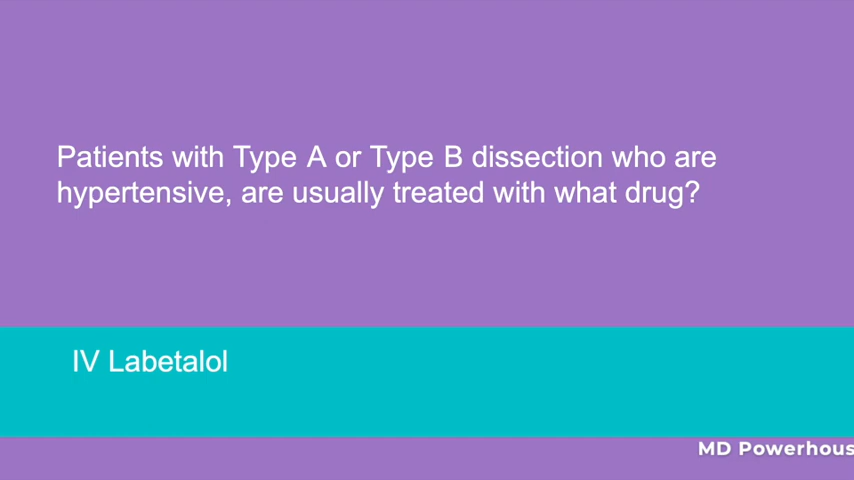 Patients with Type A or Type B dissection who are
hypertensive, are usually treated with what drug?
IV Labetalol
MD Powerhous